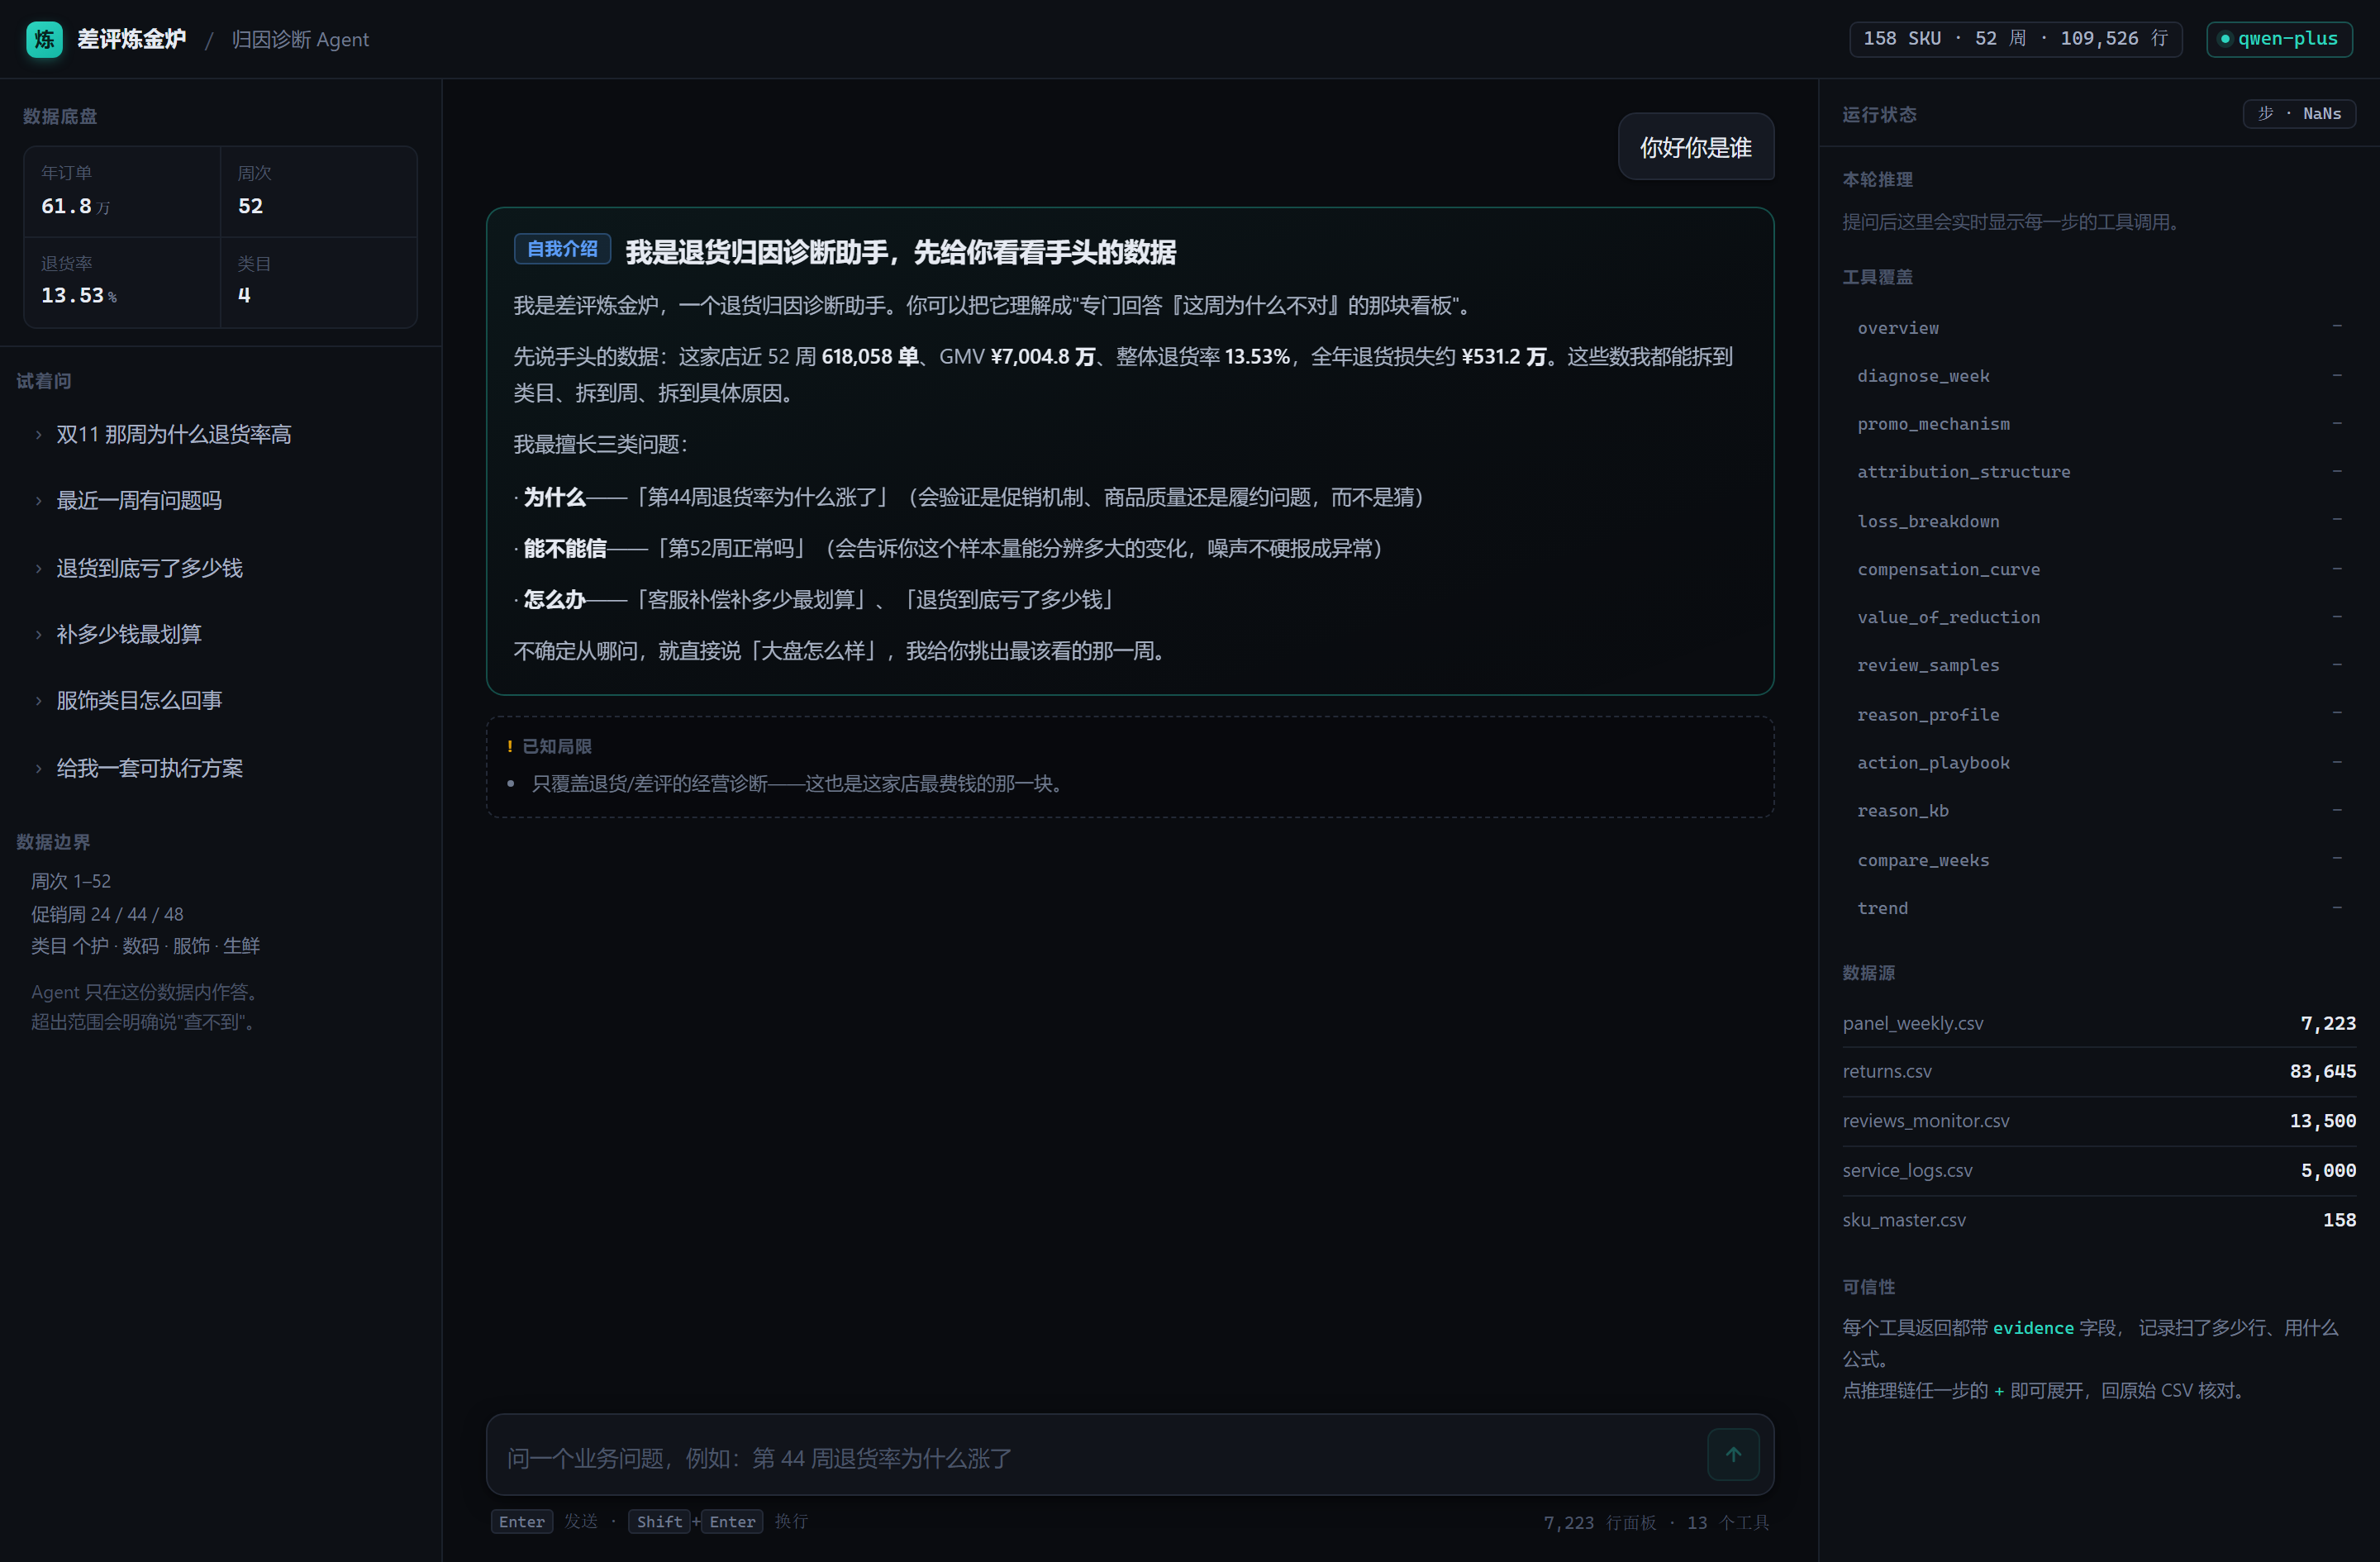 炼 差评炼金炉 / 归因诊断 Agent
158 SKU · 52 周 · 109,526 行
qwen-plus
数据底盘
年订单
61.8 万
周次
52
退货率
13.53 %
类目
4
试着问
› 双11 那周为什么退货率高
› 最近一周有问题吗
› 退货到底亏了多少钱
› 补多少钱最划算
› 服饰类目怎么回事
› 给我一套可执行方案
数据边界
周次 1–52
促销周 24 / 44 / 48
类目 个护 · 数码 · 服饰 · 生鲜
Agent 只在这份数据内作答。
超出范围会明确说"查不到"。
你好你是谁
自我介绍 我是退货归因诊断助手，先给你看看手头的数据
我是差评炼金炉，一个退货归因诊断助手。你可以把它理解成"专门回答『这周为什么不对』的那块看板"。
先说手头的数据：这家店近 52 周 618,058 单、GMV ¥7,004.8 万、整体退货率 13.53%，全年退货损失约 ¥531.2 万。这些数我都能拆到
类目、拆到周、拆到具体原因。
我最擅长三类问题：
· 为什么——「第44周退货率为什么涨了」（会验证是促销机制、商品质量还是履约问题，而不是猜）
· 能不能信——「第52周正常吗」（会告诉你这个样本量能分辨多大的变化，噪声不硬报成异常）
· 怎么办——「客服补偿补多少最划算」、「退货到底亏了多少钱」
不确定从哪问，就直接说「大盘怎么样」，我给你挑出最该看的那一周。
! 已知局限
• 只覆盖退货/差评的经营诊断——这也是这家店最费钱的那一块。
问一个业务问题，例如：第 44 周退货率为什么涨了
Enter 发送 · Shift+Enter 换行
7,223 行面板 · 13 个工具
运行状态
步 · NaNs
本轮推理
提问后这里会实时显示每一步的工具调用。
工具覆盖
overview —
diagnose_week —
promo_mechanism —
attribution_structure —
loss_breakdown —
compensation_curve —
value_of_reduction —
review_samples —
reason_profile —
action_playbook —
reason_kb —
compare_weeks —
trend —
数据源
panel_weekly.csv 7,223
returns.csv 83,645
reviews_monitor.csv 13,500
service_logs.csv 5,000
sku_master.csv 158
可信性
每个工具返回都带 evidence 字段， 记录扫了多少行、用什么
公式。
点推理链任一步的 + 即可展开，回原始 CSV 核对。